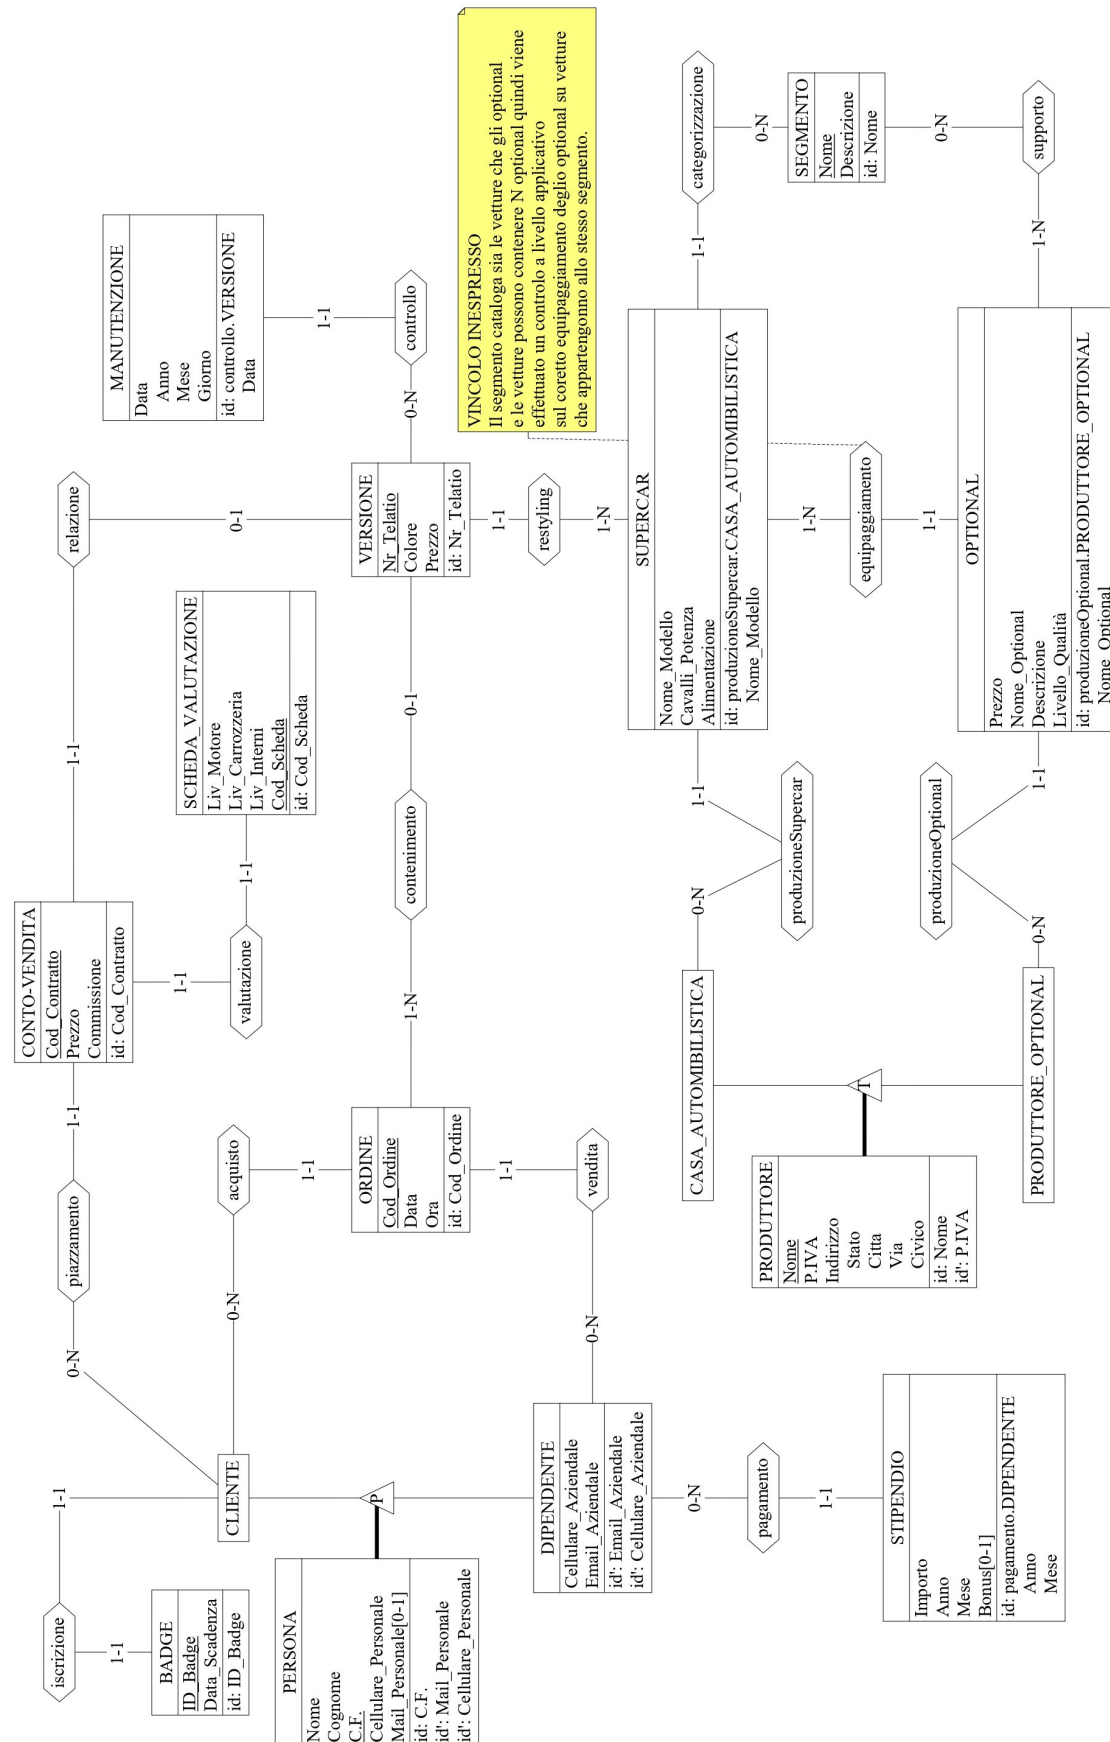 iscrizione
1-1
1-1
BADGE
ID_Badge
Data_Scadenza
id: ID_Badge
PERSONA
Nome
Cognome
C.F.
Cellulare_Personale
Mail_Personale[0-1]
id: C.F.
id': Mail_Personale
id': Cellulare_Personale
P
CLIENTE
0-N
piazzamento
1-1
0-N
acquisto
1-1
DIPENDENTE
Cellulare_Aziendale
Email_Aziendale
id': Email_Aziendale
id': Cellulare_Aziendale
0-N
vendita
1-1
0-N
pagamento
1-1
STIPENDIO
Importo
Anno
Mese
Bonus[0-1]
id: pagamento.DIPENDENTE
Anno
Mese
CONTO-VENDITA
Cod_Contratto
Prezzo
Commissione
id: Cod_Contratto
1-1
relazione
0-1
1-1
valutazione
1-1
SCHEDA_VALUTAZIONE
Liv_Motore
Liv_Carrozzeria
Liv_Interni
Cod_Scheda
id: Cod_Scheda
ORDINE
Cod_Ordine
Data
Ora
id: Cod_Ordine
1-N
contenimento
0-1
VERSIONE
Nr_Telatio
Colore
Prezzo
id: Nr_Telatio
0-N
controllo
1-1
MANUTENZIONE
Data
Anno
Mese
Giorno
id: controllo.VERSIONE
Data
1-1
restyling
1-N
VINCOLO INESPRESSO
Il segmento cataloga sia le vetture che gli optional
e le vetture possono contenere N optional quindi viene
effettuato un controlo a livello applicativo
sul coretto equipaggiamento deglio optional su vetture
che appartengonno allo stesso segmento.
SUPERCAR
Nome_Modello
Cavalli_Potenza
Alimentazione
id: produzioneSupercar.CASA_AUTOMIBILISTICA
Nome_Modello
1-1
categorizzazione
0-N
SEGMENTO
Nome
Descrizione
id: Nome
0-N
supporto
1-N
1-N
equipaggiamento
1-1
OPTIONAL
Prezzo
Nome_Optional
Descrizione
Livello_Qualità
id: produzioneOptional.PRODUTTORE_OPTIONAL
Nome_Optional
1-1
produzioneSupercar
0-N
1-1
produzioneOptional
0-N
CASA_AUTOMIBILISTICA
PRODUTTORE_OPTIONAL
T
PRODUTTORE
Nome
P.IVA
Indirizzo
Stato
Citta
Via
Civico
id: Nome
id': P.IVA